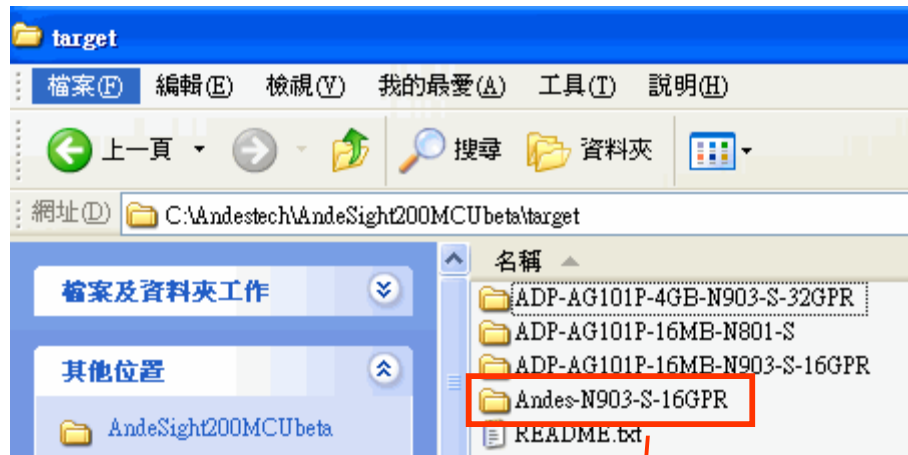 target
檔案(F) 編輯(E) 檢視(V) 我的最愛(A) 工具(T) 說明(H)
上一頁 搜尋 資料夾
網址(D) C:\Andestech\AndeSight200MCUbeta\target
名稱
檔案及資料夾工作
ADP-AG101P-4GB-N903-S-32GPR
ADP-AG101P-16MB-N801-S
其他位置
ADP-AG101P-16MB-N903-S-16GPR
Andes-N903-S-16GPR
AndeSight200MCUbeta
README.txt